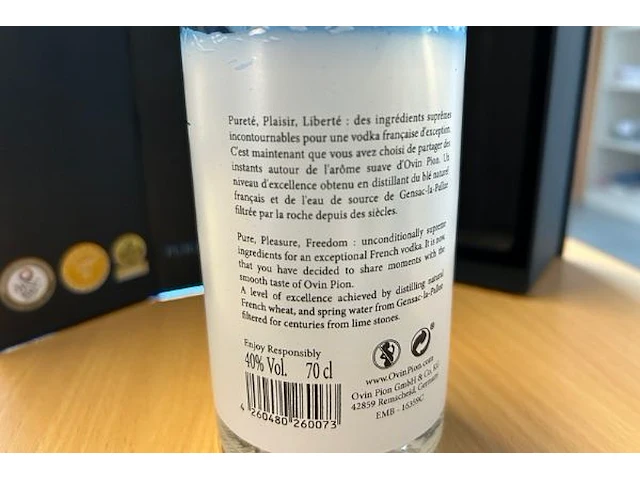 Pureté, Plaisir, Liberté : des ingrédients suprêmes
incontournables pour une vodka française d'exception.
C'est maintenant que vous avez choisi de partager des
instants autour de l'arôme suave d'Ovin Pion. Un
niveau d'excellence obtenu en distillant du blé naturel
français et de l'eau de source de Gensac-la-Pallue
filtrée par la roche depuis des siècles.
Pure, Pleasure, Freedom : unconditionally supreme
ingredients for an exceptional French vodka. It is now
that you have decided to share moments with the
smooth taste of Ovin Pion.
A level of excellence achieved by distilling natural
French wheat, and spring water from Gensac-la-Pallue
filtered for centuries from lime stones.
Enjoy Responsibly
40% Vol. 70 cl
www.OvinPion.com
Ovin Pion GmbH & Co. KG
42859 Remscheid, Germany
EMB - 16359C
4 260480 260073